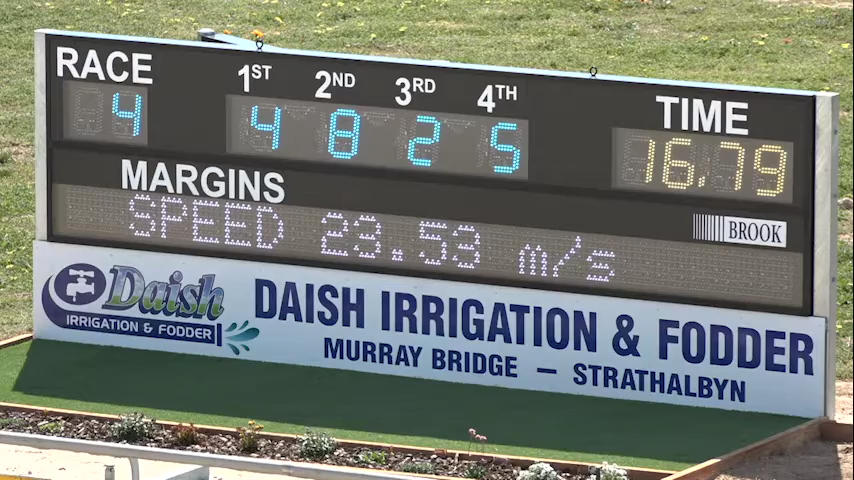 RACE 1ST 2ND 3RD 4TH TIME
4 4 8 2 5 16.79
MARGINS
BROOK
SPEED 23.53 m/s
Daish
IRRIGATION & FODDER
DAISH IRRIGATION & FODDER
MURRAY BRIDGE – STRATHALBYN